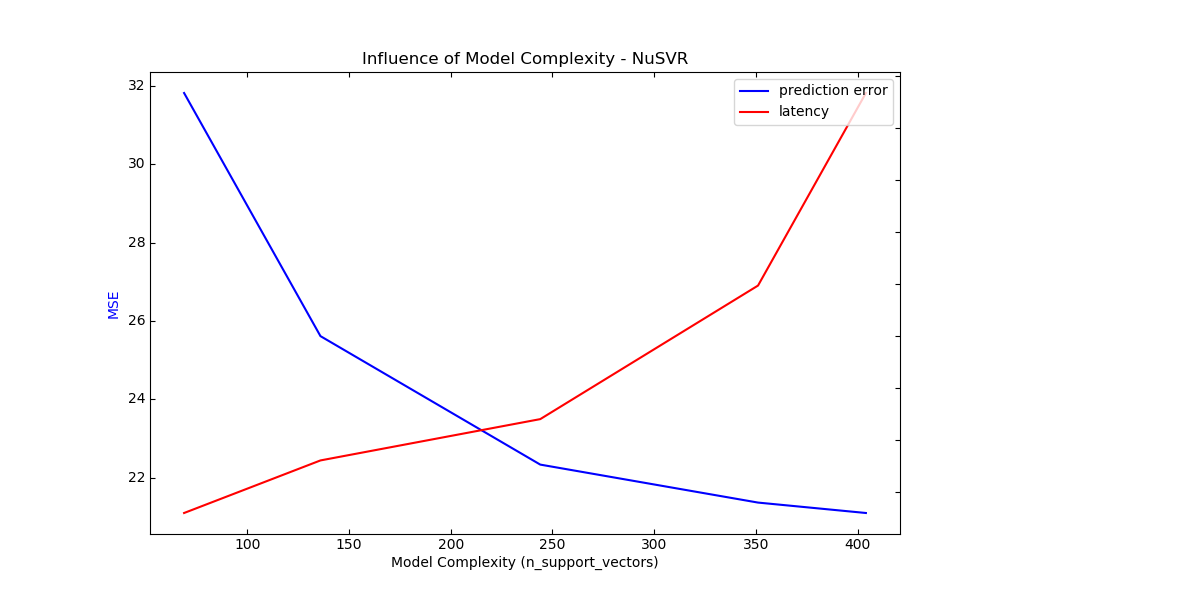 Influence of Model Complexity - NuSVR
prediction error
latency
32
30
28
26
24
22
MSE
100 150 200 250 300 350 400
Model Complexity (n_support_vectors)